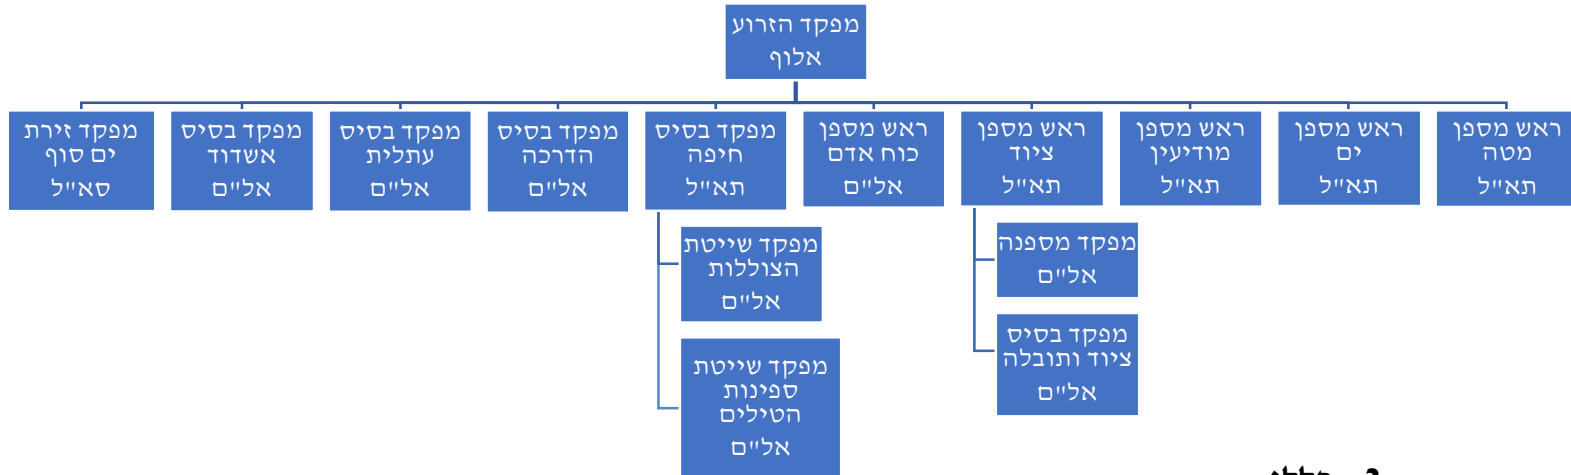 מפקד הזרוע
אלוף
ראש מספן
מטה
תא"ל
ראש מספן
ים
תא"ל
ראש מספן
מודיעין
תא"ל
ראש מספן
ציוד
תא"ל
ראש מספן
כוח אדם
אל"ם
מפקד בסיס
חיפה
תא"ל
מפקד בסיס
הדרכה
אל"ם
מפקד בסיס
עתלית
אל"ם
מפקד בסיס
אשדוד
אל"ם
מפקד זירת
ים סוף
סא"ל
מפקד מספנה
אל"ם
מפקד בסיס
ציוד ותובלה
אל"ם
מפקד שייטת
הצוללות
אל"ם
מפקד שייטת
ספינות
הטילים
אל"ם